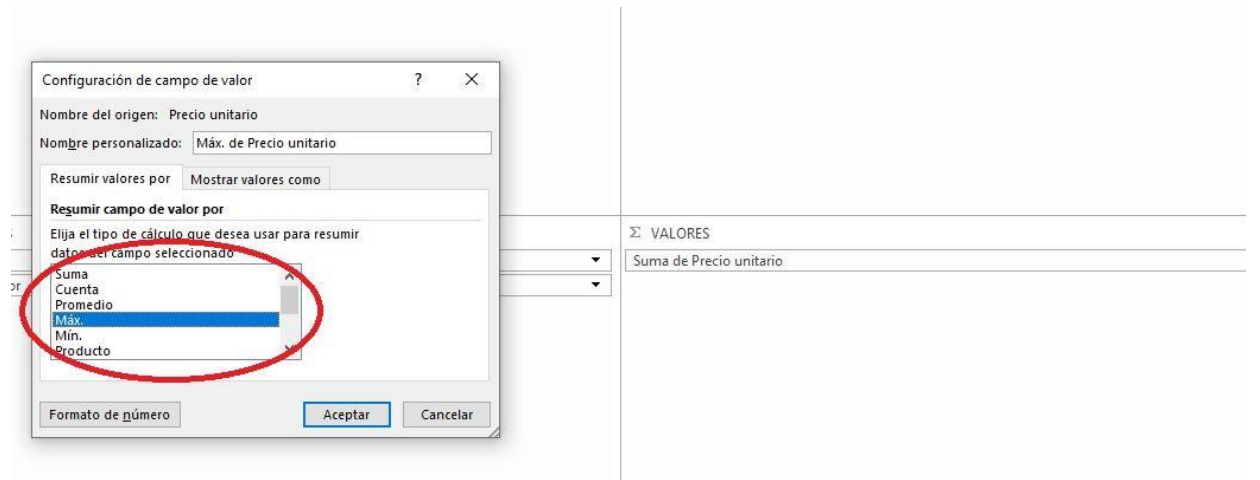 Configuración de campo de valor ? ×
Nombre del origen: Precio unitario
Nombre personalizado: Máx. de Precio unitario
Resumir valores por Mostrar valores como
Resumir campo de valor por
Elija el tipo de cálculo que desea usar para resumir
datos del campo seleccionado
Suma
Cuenta
Promedio
Máx.
Mín.
Producto
Formato de número Aceptar Cancelar
Σ VALORES
Suma de Precio unitario